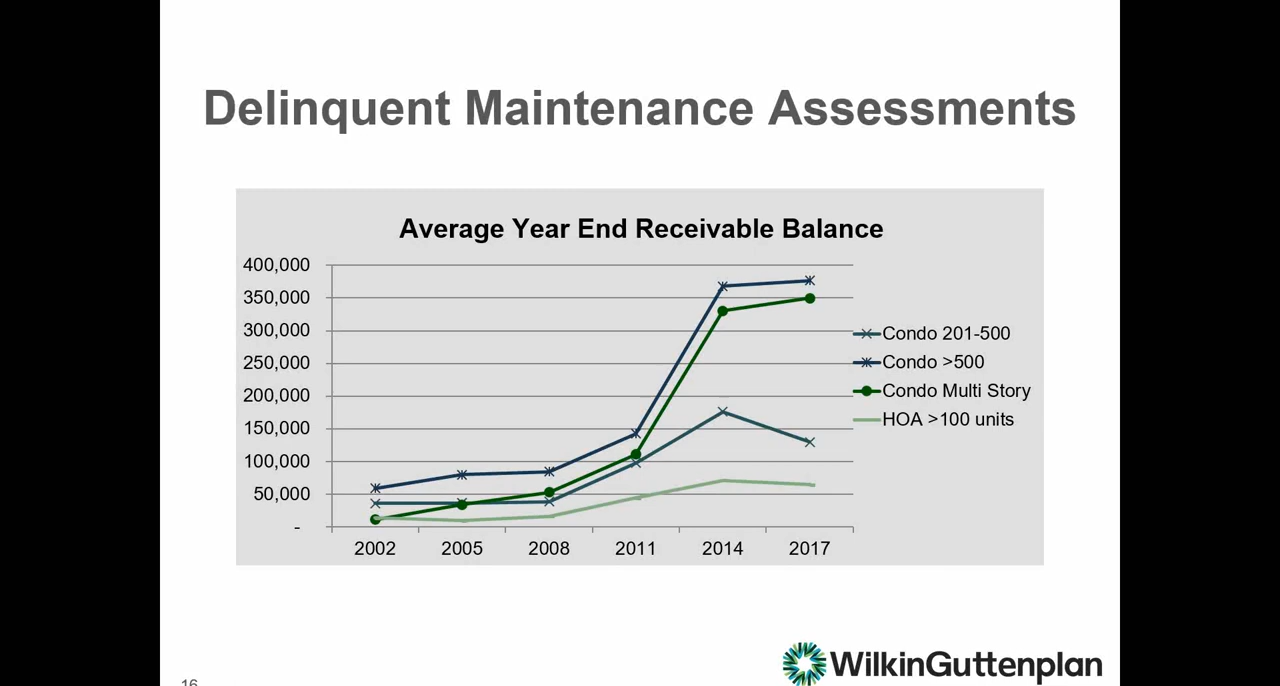 Delinquent Maintenance Assessments
Average Year End Receivable Balance
400,000
350,000
300,000
250,000
200,000
150,000
100,000
50,000
-
2002 2005 2008 2011 2014 2017
Condo 201-500
Condo >500
Condo Multi Story
HOA >100 units
WilkinGuttenplan
16